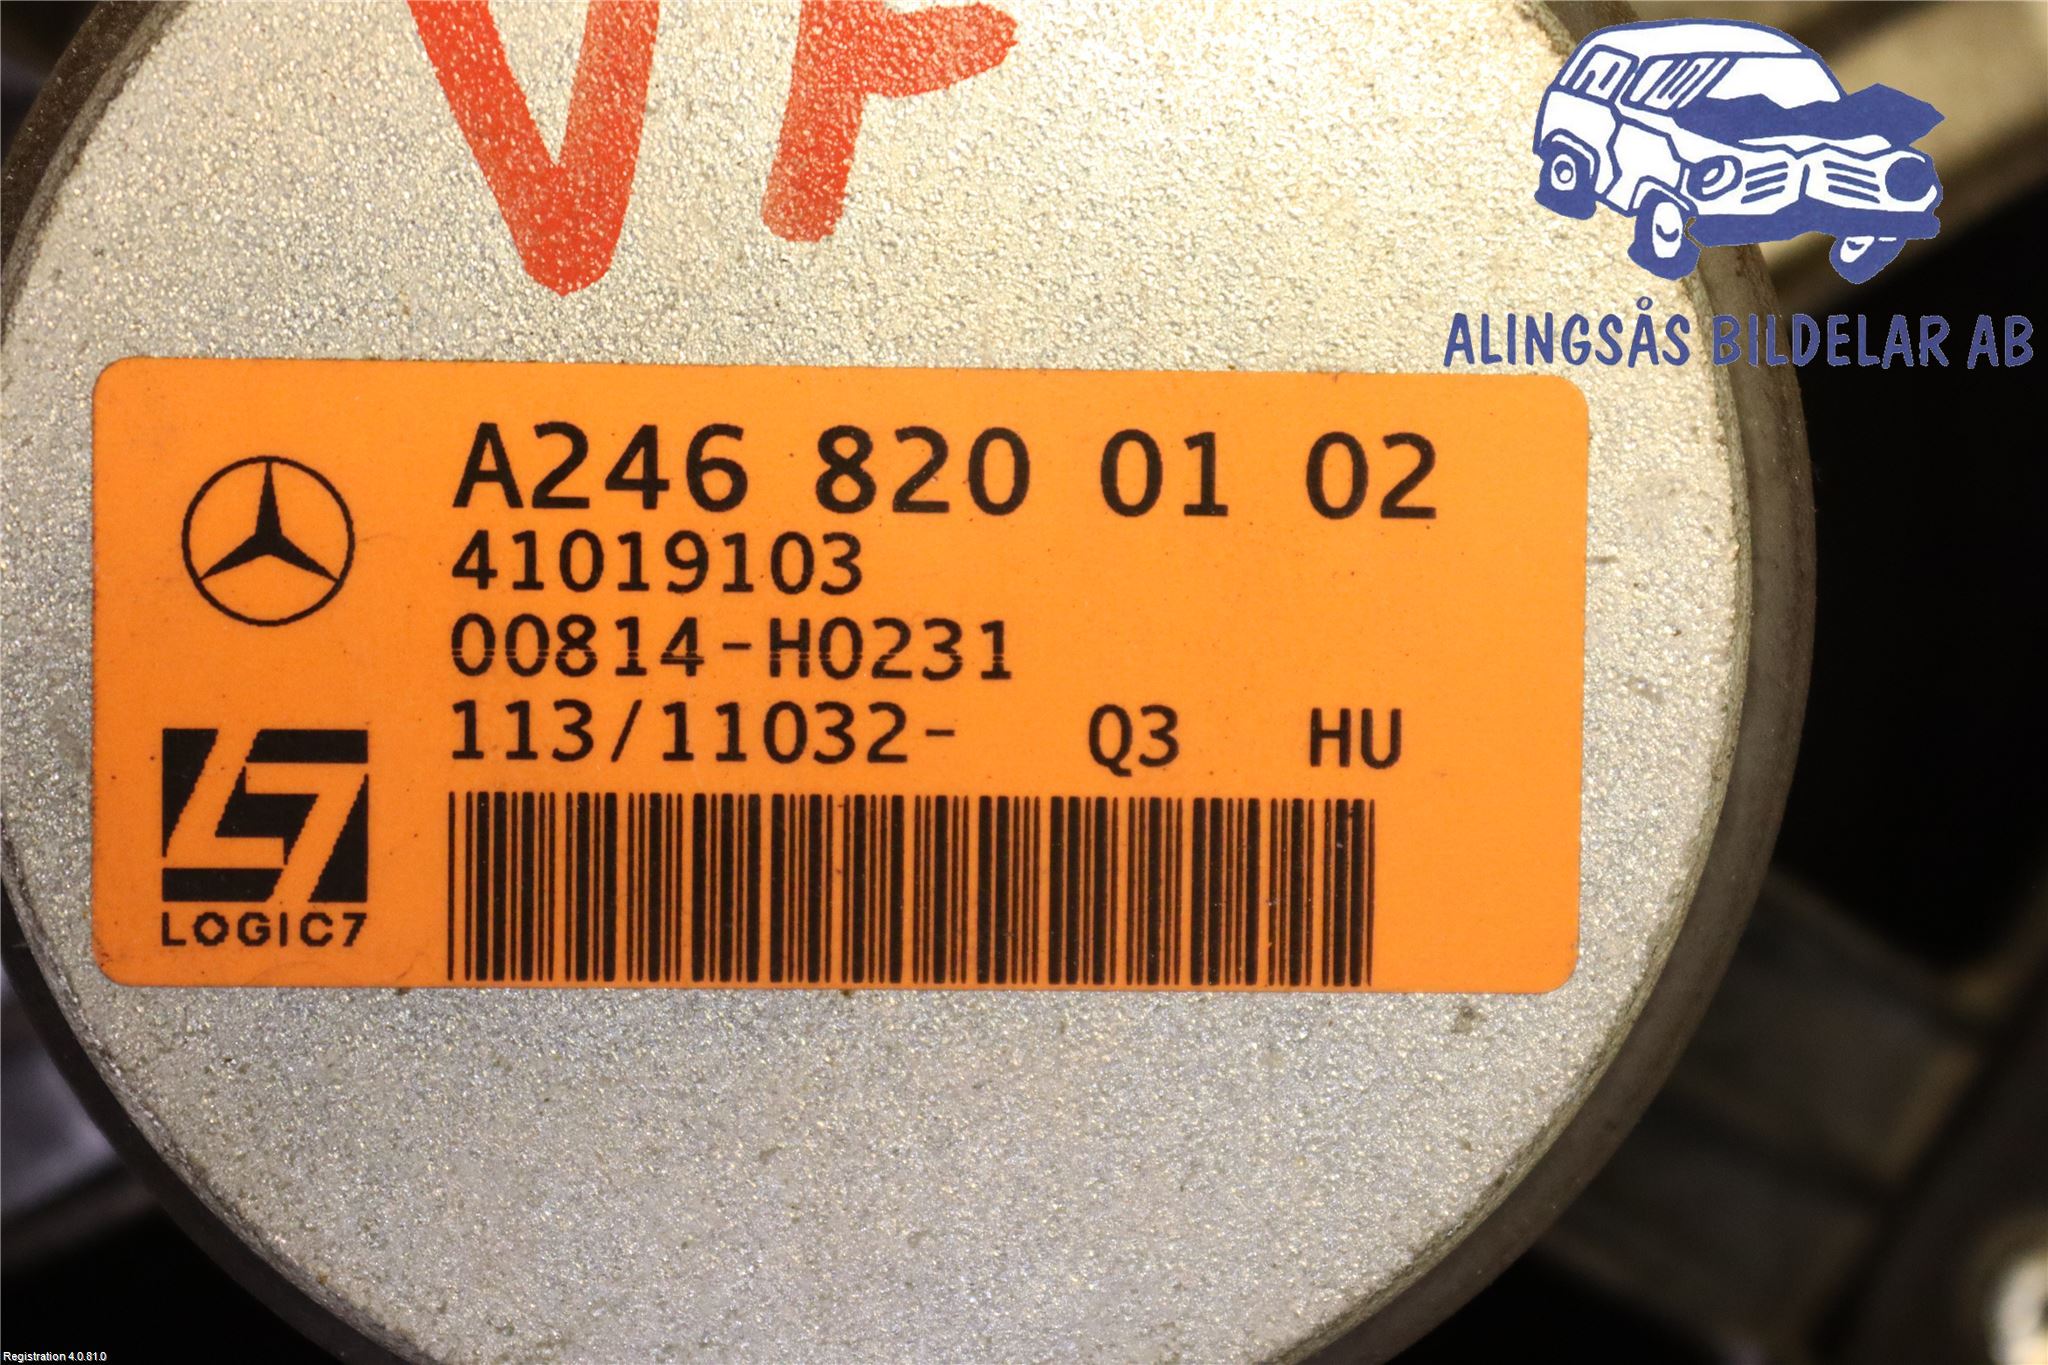 VF
ALINGSÅS BILDELAR AB
A246 820 01 02
41019103
00814-H0231
113/11032- Q3 HU
LOGIC7
Registration 4.0.81.0